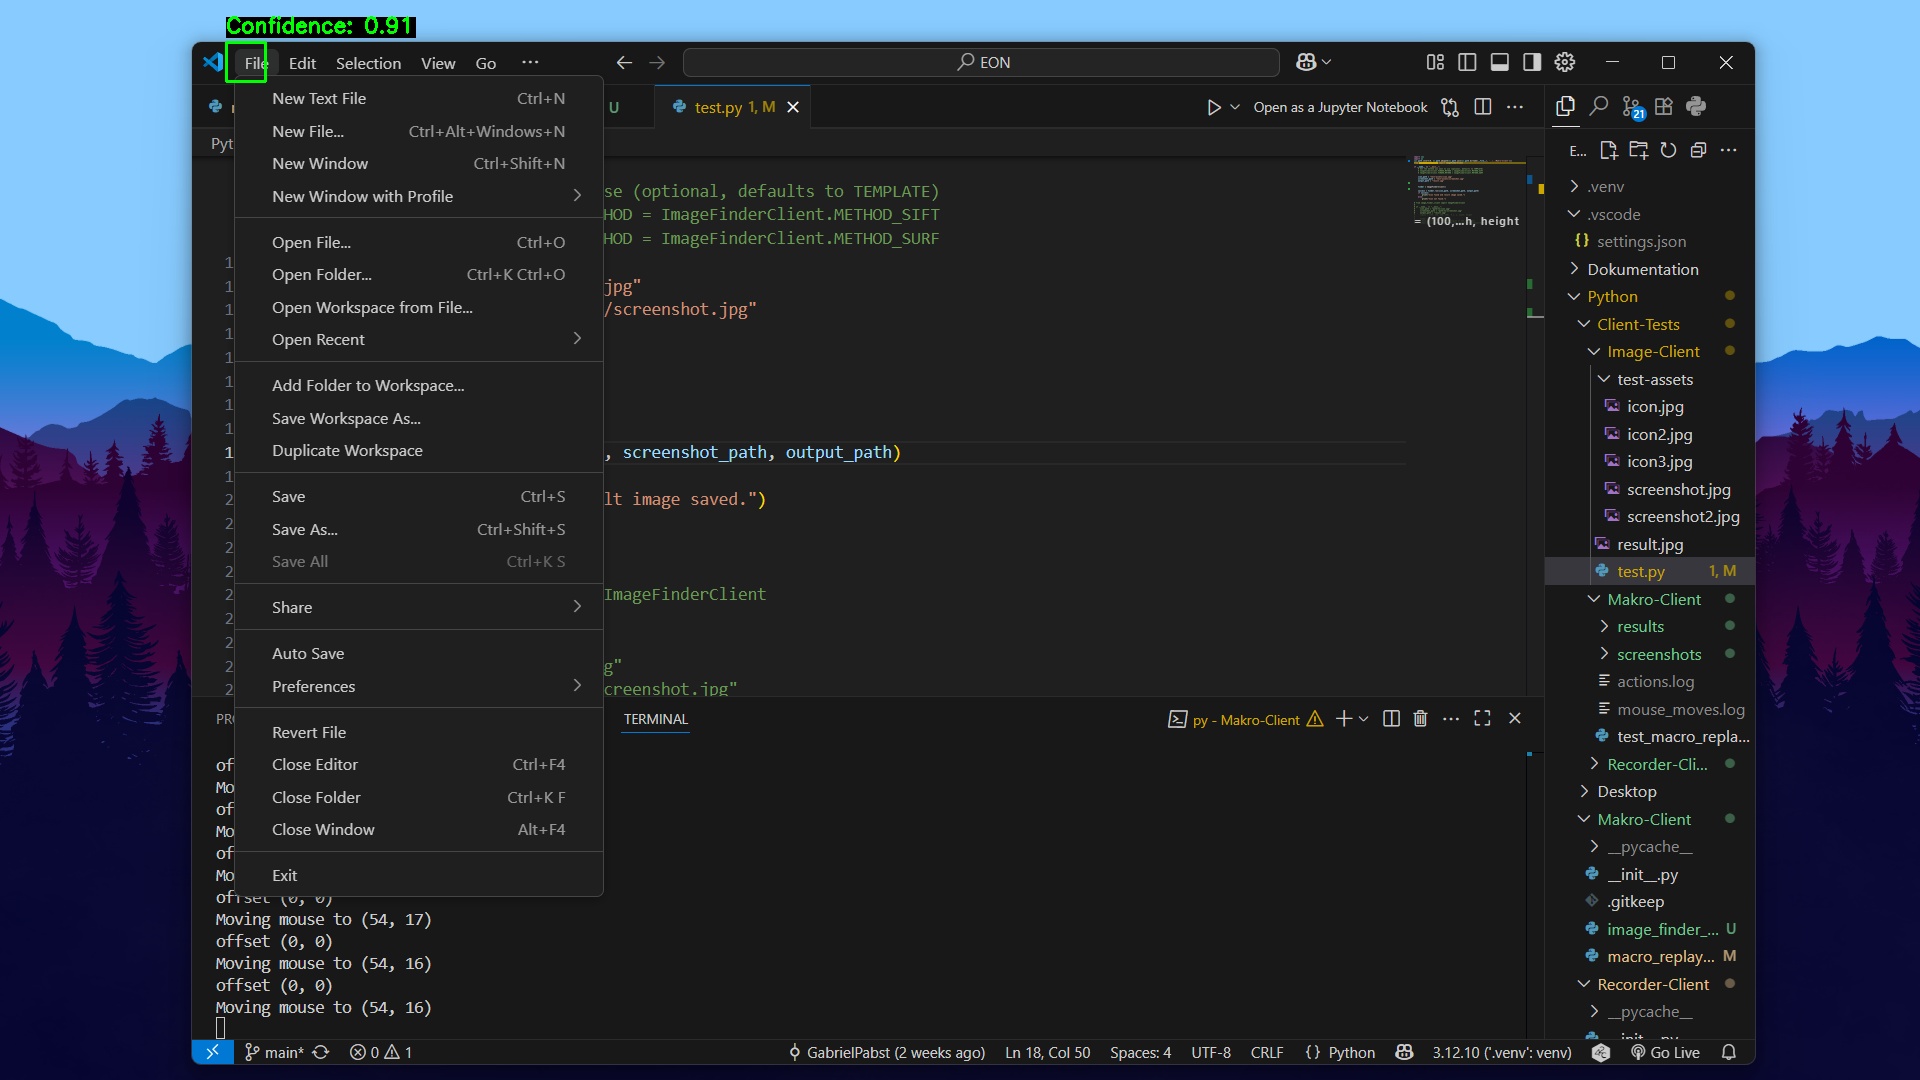 Confidence: 0.91
File Edit Selection View Go ··· EON
U test.py 1, M Open as a Jupyter Notebook
Pyt
New Text File Ctrl+N
New File... Ctrl+Alt+Windows+N
New Window Ctrl+Shift+N
New Window with Profile
Open File... Ctrl+O
Open Folder... Ctrl+K Ctrl+O
Open Workspace from File...
Open Recent
Add Folder to Workspace...
Save Workspace As...
Duplicate Workspace
Save Ctrl+S
Save As... Ctrl+Shift+S
Save All Ctrl+K S
Share
Auto Save
Preferences
Revert File
Close Editor Ctrl+F4
Close Folder Ctrl+K F
Close Window Alt+F4
Exit
se (optional, defaults to TEMPLATE)
HOD = ImageFinderClient.METHOD_SIFT
HOD = ImageFinderClient.METHOD_SURF
jpg"
/screenshot.jpg"
, screenshot_path, output_path)
lt image saved.")
ImageFinderClient
g"
creenshot.jpg"
= (100,...h, height
PR TERMINAL py - Makro-Client
of
Mo
of
Mo
of
Mo
offset (0, 0)
Moving mouse to (54, 17)
offset (0, 0)
Moving mouse to (54, 16)
offset (0, 0)
Moving mouse to (54, 16)
21
E...
.venv
.vscode
{} settings.json
Dokumentation
Python
Client-Tests
Image-Client
test-assets
icon.jpg
icon2.jpg
icon3.jpg
screenshot.jpg
screenshot2.jpg
result.jpg
test.py 1, M
Makro-Client
results
screenshots
actions.log
mouse_moves.log
test_macro_repla...
Recorder-Cli...
Desktop
Makro-Client
__pycache__
__init__.py
.gitkeep
image_finder_... U
macro_replay... M
Recorder-Client
__pycache__
__init__.py
main* 0 1 GabrielPabst (2 weeks ago) Ln 18, Col 50 Spaces: 4 UTF-8 CRLF {} Python 3.12.10 ('.venv': venv) Go Live